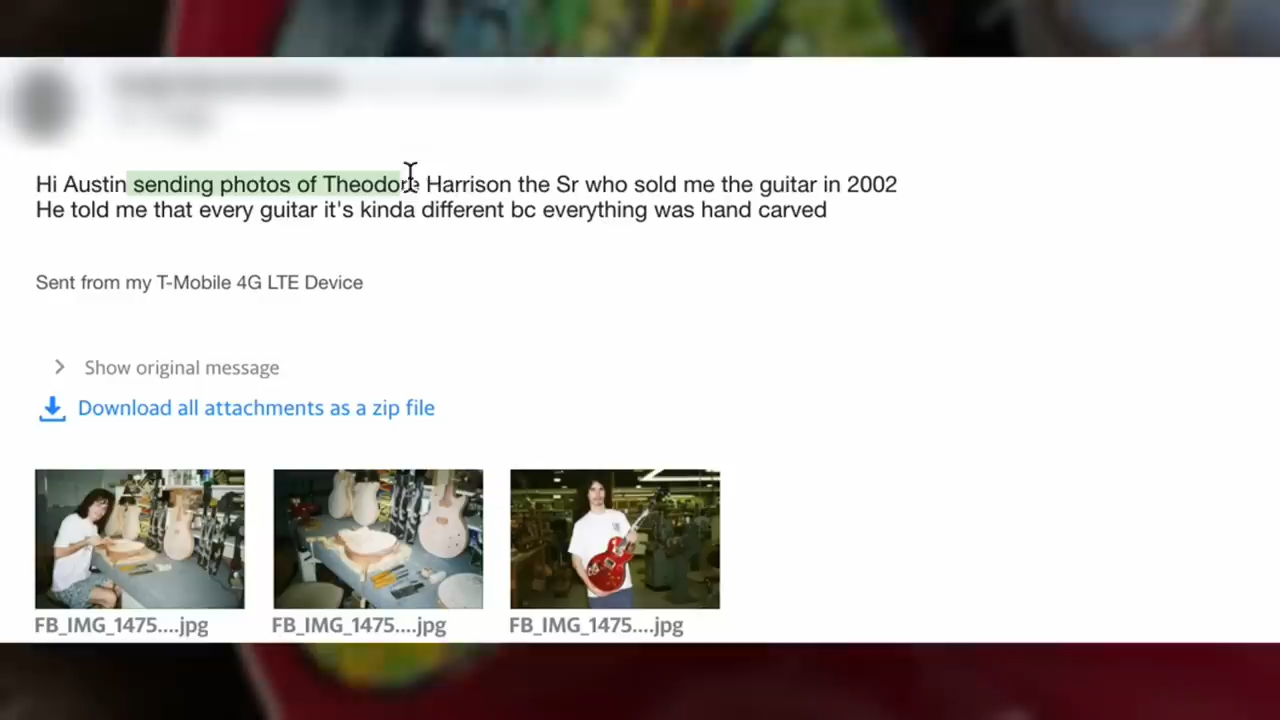 Hi Austin sending photos of Theodore Harrison the Sr who sold me the guitar in 2002
He told me that every guitar it's kinda different bc everything was hand carved
Sent from my T-Mobile 4G LTE Device
Show original message
Download all attachments as a zip file
FB_IMG_1475....jpg FB_IMG_1475....jpg FB_IMG_1475....jpg